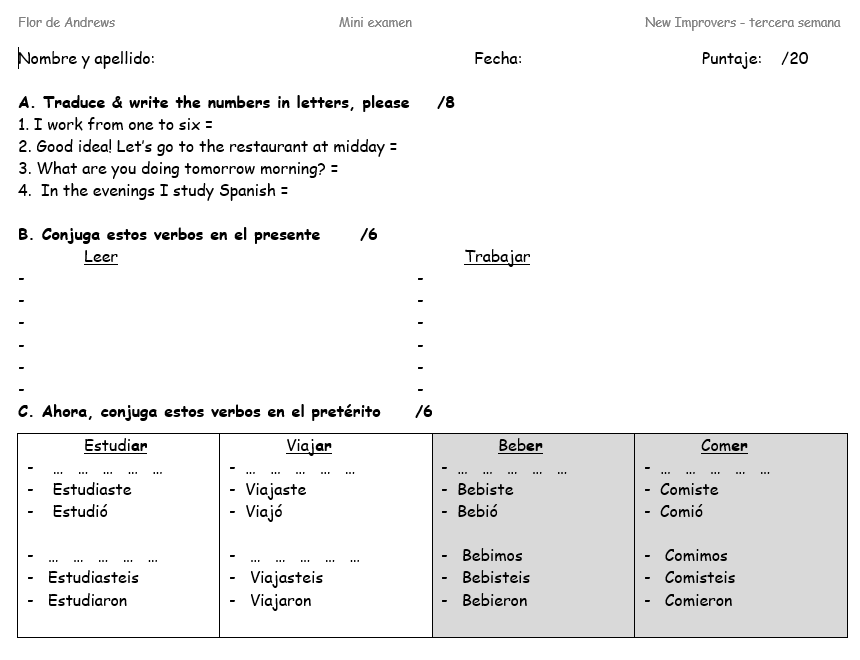 Flor de Andrews Mini examen New Improvers - tercera semana
Nombre y apellido: Fecha: Puntaje: /20
A. Traduce & write the numbers in letters, please /8
1. I work from one to six =
2. Good idea! Let's go to the restaurant at midday =
3. What are you doing tomorrow morning? =
4. In the evenings I study Spanish =
B. Conjuga estos verbos en el presente /6
Leer Trabajar
- -
- -
- -
- -
- -
- -
C. Ahora, conjuga estos verbos en el pretérito /6
Estudiar Viajar Beber Comer
- … … … … … - … … … … … - … … … … … - … … … … …
- Estudiaste - Viajaste - Bebiste - Comiste
- Estudió - Viajó - Bebió - Comió
- … … … … … - … … … … … - Bebimos - Comimos
- Estudiasteis - Viajasteis - Bebisteis - Comisteis
- Estudiaron - Viajaron - Bebieron - Comieron